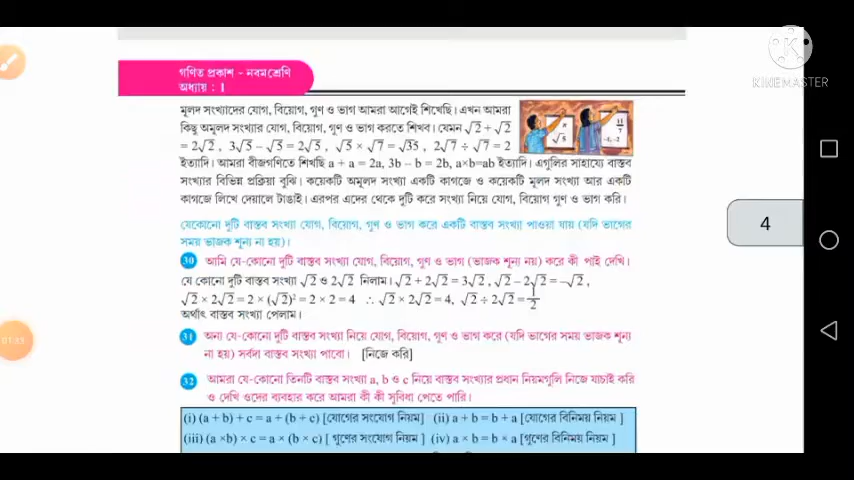 KINEMASTER
গণিত প্রকাশ - নবমশ্রেণি
অধ্যায় : 1
মূলদ সংখ্যাদের যোগ, বিয়োগ, গুণ ও ভাগ আমরা আগেই শিখেছি। এখন আমরা
কিছু অমূলদ সংখ্যার যোগ, বিয়োগ, গুণ ও ভাগ করতে শিখব। যেমন √2 + √2
= 2√2, 3√5 – √5 = 2√5, √5 × √7 = √35, 2√7 ÷ √7 = 2
ইত্যাদি। আমরা বীজগণিতে শিখছি a + a = 2a, 3b – b = 2b, a×b=ab ইত্যাদি। এগুলির সাহায্যে বাস্তব
সংখ্যার বিভিন্ন প্রক্রিয়া বুঝি। কয়েকটি অমূলদ সংখ্যা একটি কাগজে ও কয়েকটি মূলদ সংখ্যা আর একটি
কাগজে লিখে দেয়ালে টাঙাই। এরপর এদের থেকে দুটি করে সংখ্যা নিয়ে যোগ, বিয়োগ গুণ ও ভাগ করি।
যেকোনো দুটি বাস্তব সংখ্যা যোগ, বিয়োগ, গুণ ও ভাগ করে একটি বাস্তব সংখ্যা পাওয়া যায় (যদি ভাগের
সময় ভাজক শূন্য না হয়)।
4
30 আমি যে-কোনো দুটি বাস্তব সংখ্যা যোগ, বিয়োগ, গুণ ও ভাগ (ভাজক শূন্য নয়) করে কী পাই দেখি।
যে কোনো দুটি বাস্তব সংখ্যা √2 ও 2√2 নিলাম। √2 + 2√2 = 3√2, √2 – 2√2 = –√2,
√2 × 2√2 = 2 × (√2)² = 2 × 2 = 4 ∴ √2 × 2√2 = 4, √2 ÷ 2√2 = 1/2
অর্থাৎ বাস্তব সংখ্যা পেলাম।
31 অন্য যে-কোনো দুটি বাস্তব সংখ্যা নিয়ে যোগ, বিয়োগ, গুণ ও ভাগ করে (যদি ভাগের সময় ভাজক শূন্য
না হয়) সর্বদা বাস্তব সংখ্যা পাবো। [নিজে করি]
32 আমরা যে-কোনো তিনটি বাস্তব সংখ্যা a, b ও c নিয়ে বাস্তব সংখ্যার প্রধান নিয়মগুলি নিজে যাচাই করি
ও দেখি ওদের ব্যবহার করে আমরা কী কী সুবিধা পেতে পারি।
(i) (a + b) + c = a + (b + c) [যোগের সংযোগ নিয়ম] (ii) a + b = b + a [যোগের বিনিময় নিয়ম ]
(iii) (a ×b) × c = a × (b × c) [ গুণের সংযোগ নিয়ম ] (iv) a × b = b × a [গুণের বিনিময় নিয়ম ]